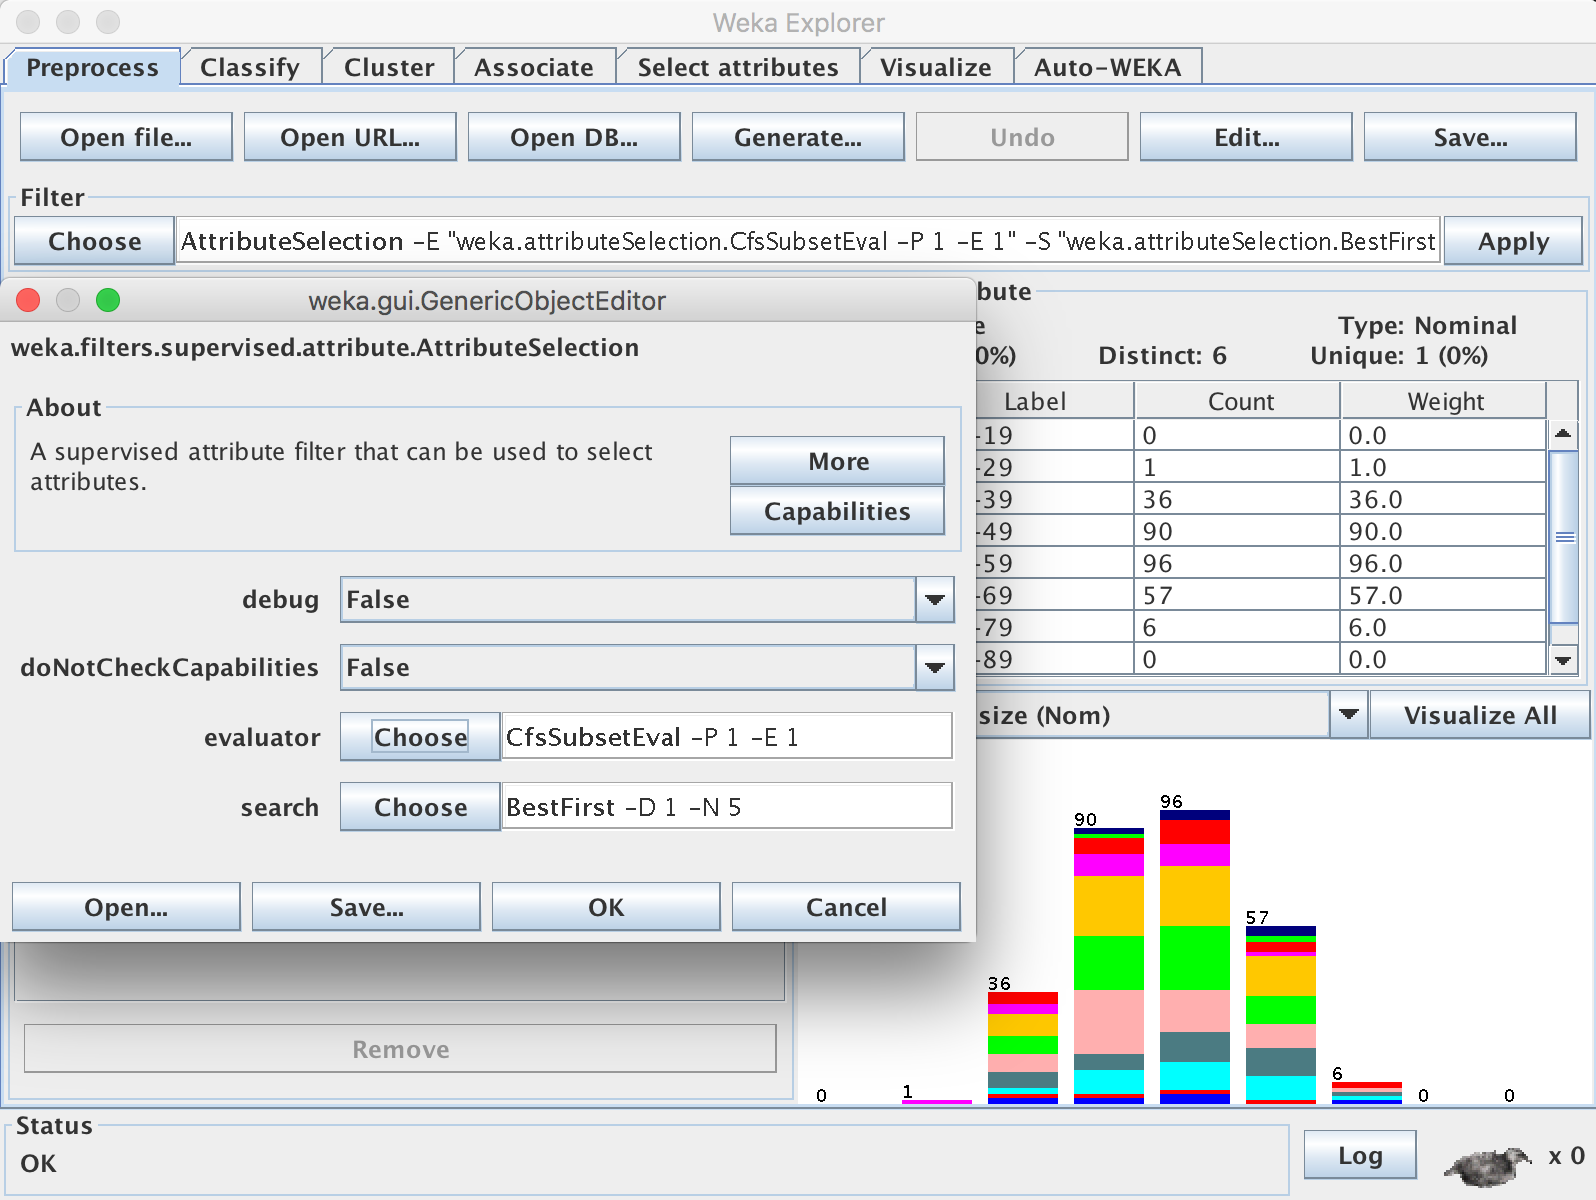 Weka Explorer
Preprocess Classify Cluster Associate Select attributes Visualize Auto-WEKA
Open file... Open URL... Open DB... Generate... Undo Edit... Save...
Filter
Choose AttributeSelection -E "weka.attributeSelection.CfsSubsetEval -P 1 -E 1" -S "weka.attributeSelection.BestFirst Apply
weka.gui.GenericObjectEditor
weka.filters.supervised.attribute.AttributeSelection
About
A supervised attribute filter that can be used to select
attributes.
More
Capabilities
debug False
doNotCheckCapabilities False
evaluator Choose CfsSubsetEval -P 1 -E 1
search Choose BestFirst -D 1 -N 5
Open... Save... OK Cancel
bute
e Type: Nominal
0%) Distinct: 6 Unique: 1 (0%)
Label Count Weight
-19 0 0.0
-29 1 1.0
-39 36 36.0
-49 90 90.0
-59 96 96.0
-69 57 57.0
-79 6 6.0
-89 0 0.0
size (Nom) Visualize All
0 1 36 90 96 57 6 0 0
Remove
Status
OK
Log x 0